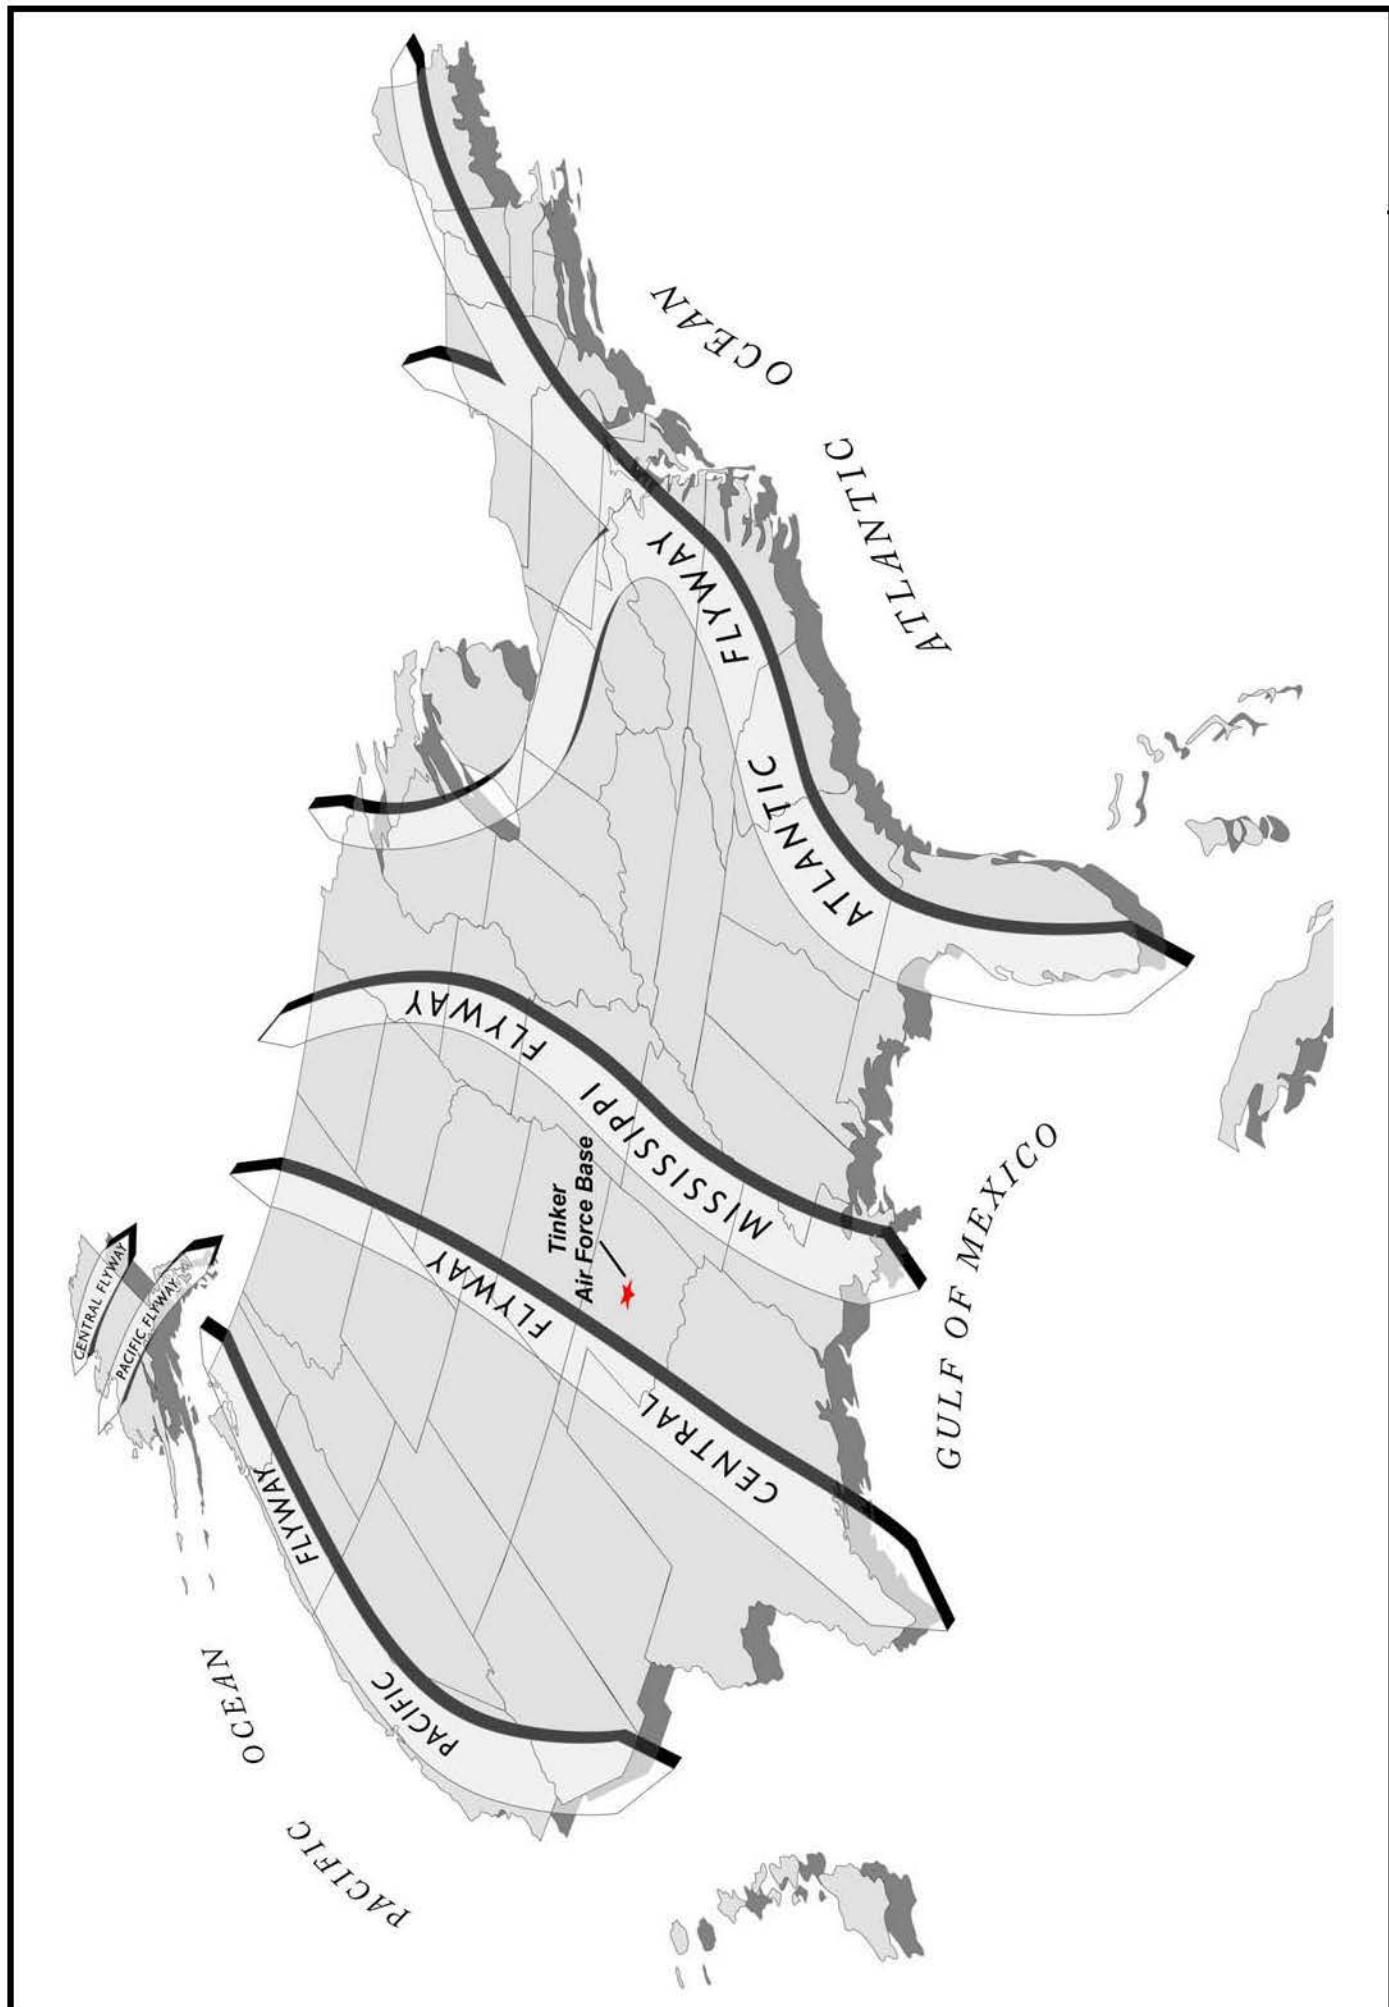 CENTRAL FLYWAY
PACIFIC FLYWAY
PACIFIC
OCEAN
PACIFIC
FLYWAY
CENTRAL
FLYWAY
Tinker
Air Force Base
MISSISSIPPI
FLYWAY
ATLANTIC
FLYWAY
ATLANTIC
OCEAN
GULF OF MEXICO